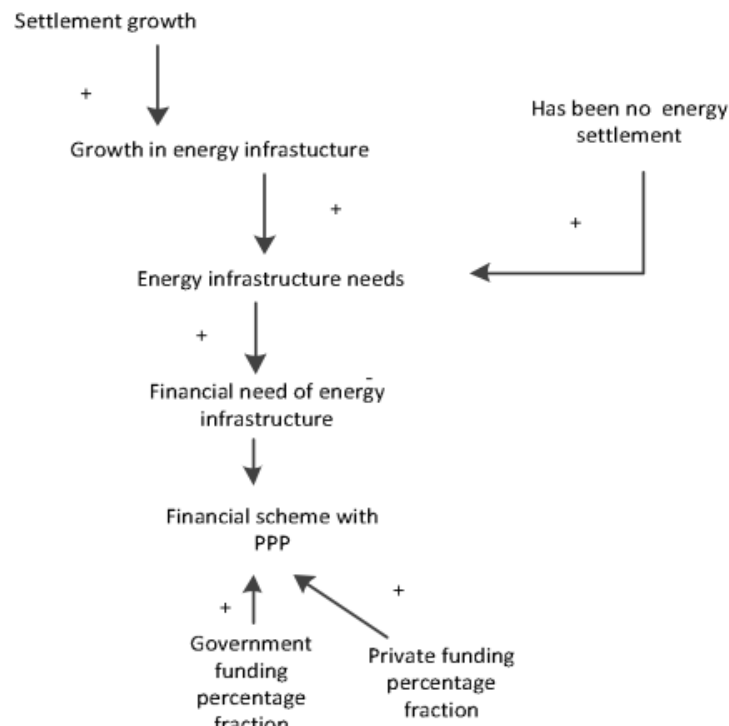 Settlement growth
+
Has been no energy
settlement
Growth in energy infrastucture
+
+
Energy infrastructure needs
+
-
Financial need of energy
infrastructure
Financial scheme with
PPP
+
+
Government
funding
percentage
fraction
Private funding
percentage
fraction